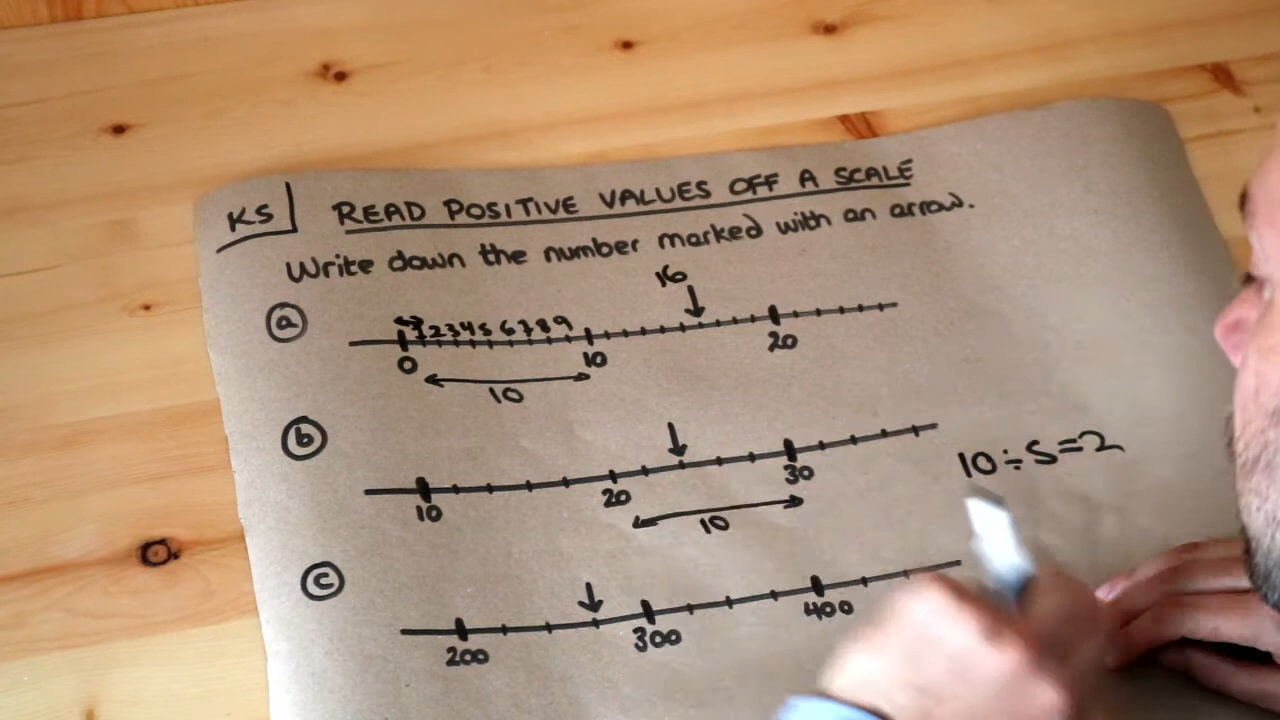 KS READ POSITIVE VALUES OFF A SCALE
Write down the number marked with an arrow.
16
a
1 2 3 4 5 6 7 8 9
0 10 20
10
b
10÷5=2
10 20 30
10
c
200 300 400